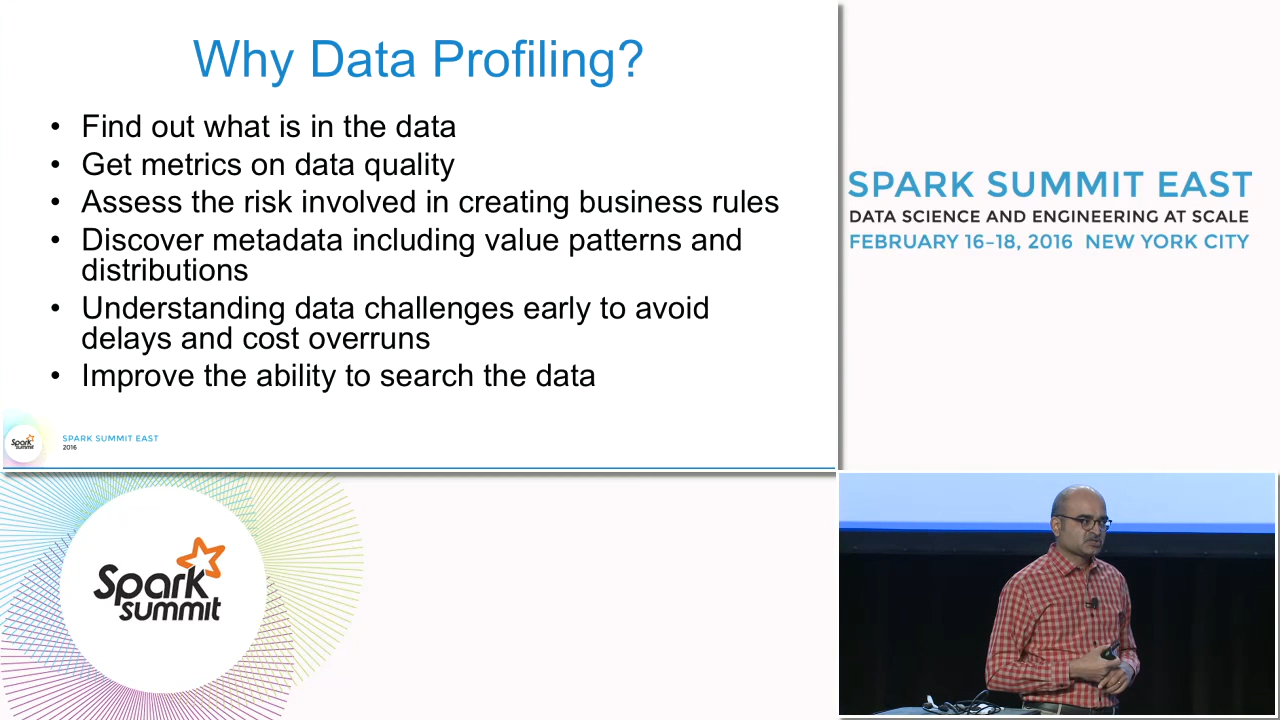 Why Data Profiling?
• Find out what is in the data
• Get metrics on data quality
• Assess the risk involved in creating business rules
• Discover metadata including value patterns and
distributions
• Understanding data challenges early to avoid
delays and cost overruns
• Improve the ability to search the data
Spark
summit
SPARK SUMMIT EAST
2016
SPARK SUMMIT EAST
DATA SCIENCE AND ENGINEERING AT SCALE
FEBRUARY 16–18, 2016 NEW YORK CITY
Spark
summit